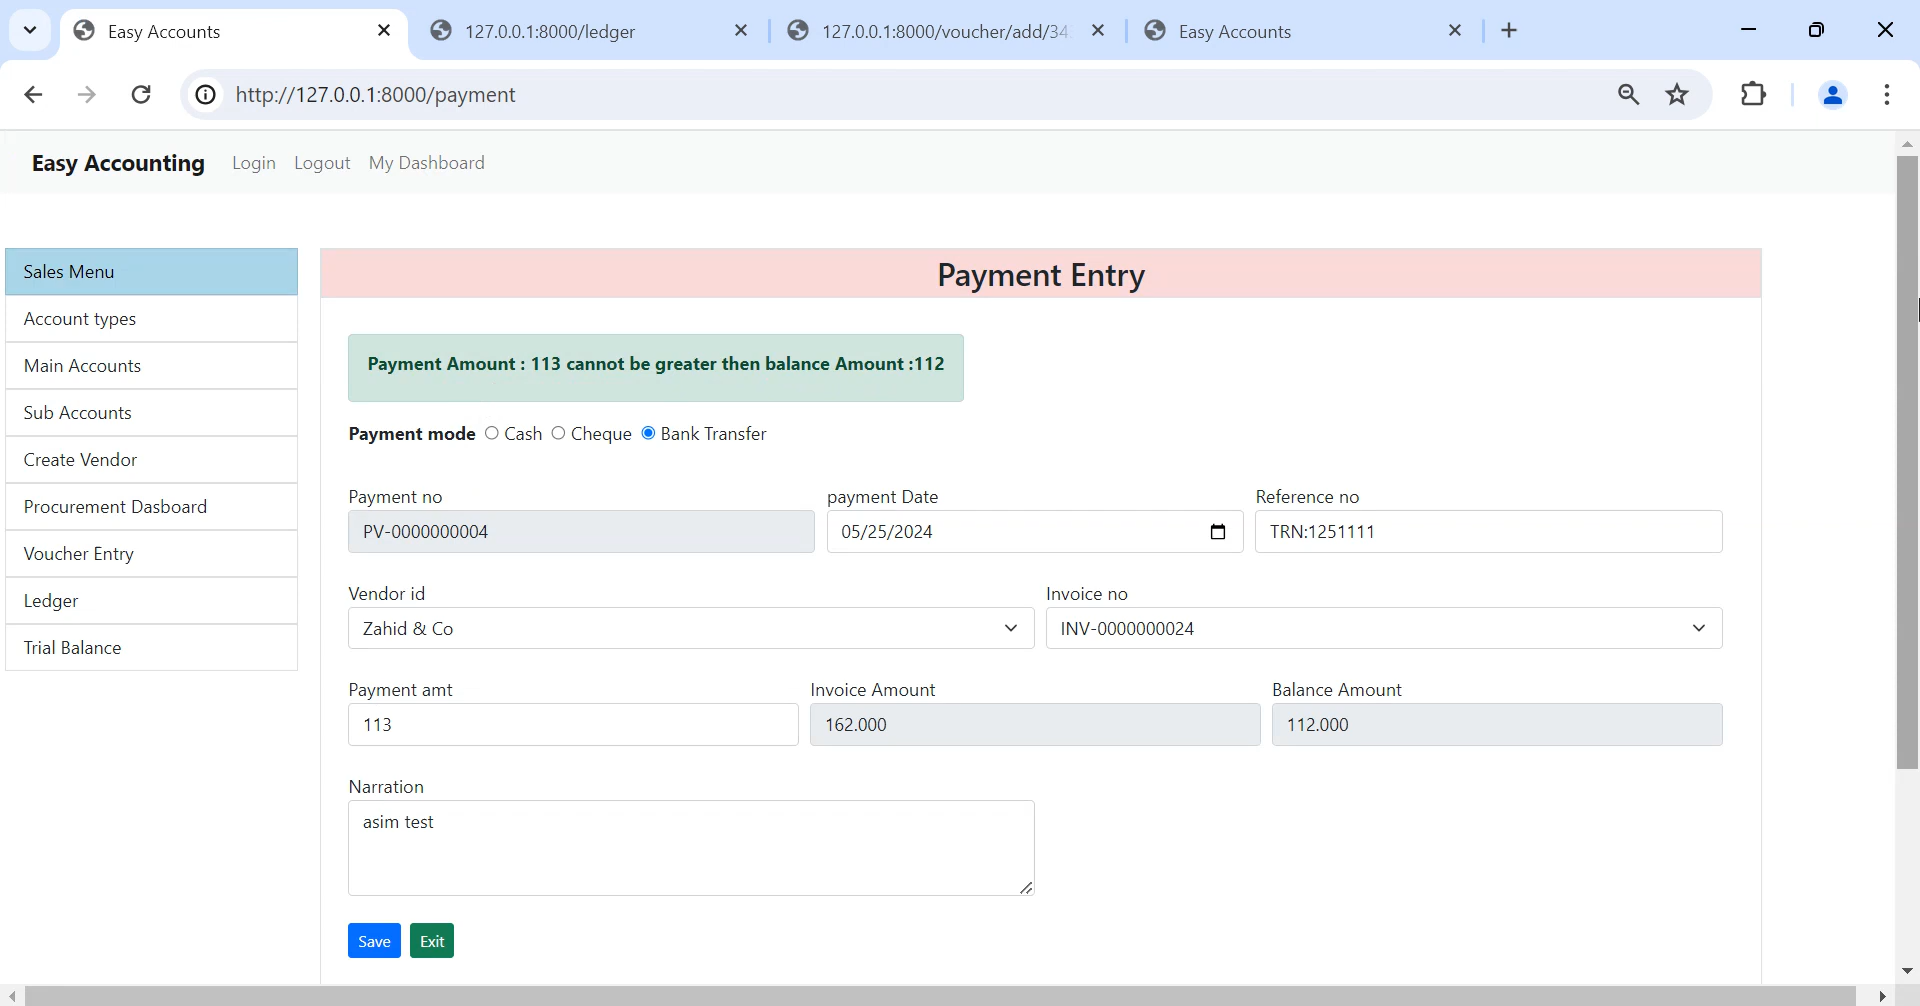 Easy Accounts
127.0.0.1:8000/ledger
127.0.0.1:8000/voucher/add/34
Easy Accounts
http://127.0.0.1:8000/payment
Easy Accounting Login Logout My Dashboard
Sales Menu
Account types
Main Accounts
Sub Accounts
Create Vendor
Procurement Dasboard
Voucher Entry
Ledger
Trial Balance
Payment Entry
Payment Amount : 113 cannot be greater then balance Amount :112
Payment mode Cash Cheque Bank Transfer
Payment no payment Date Reference no
PV-0000000004 05/25/2024 TRN:1251111
Vendor id Invoice no
Zahid & Co INV-0000000024
Payment amt Invoice Amount Balance Amount
113 162.000 112.000
Narration
asim test
Save Exit